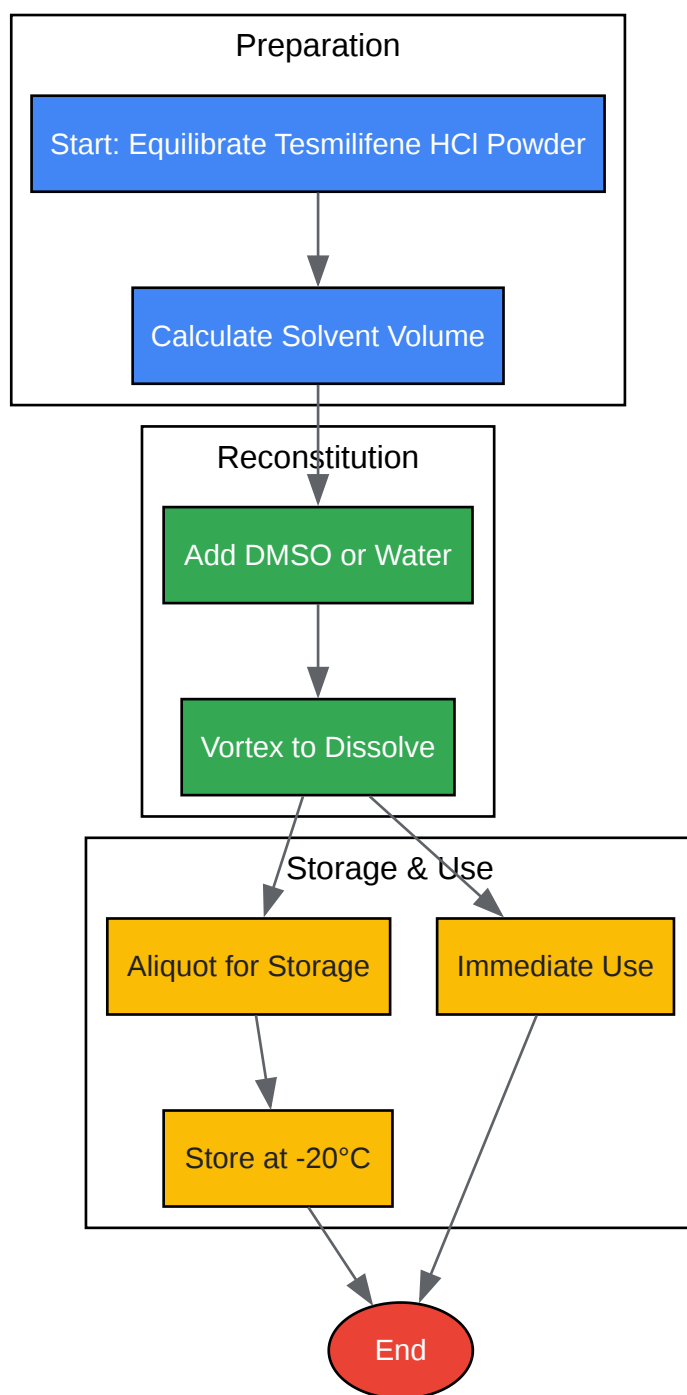 Preparation
Start: Equilibrate Tesmilifene HCl Powder
Calculate Solvent Volume
Reconstitution
Add DMSO or Water
Vortex to Dissolve
Storage & Use
Aliquot for Storage
Immediate Use
Store at -20°C
End